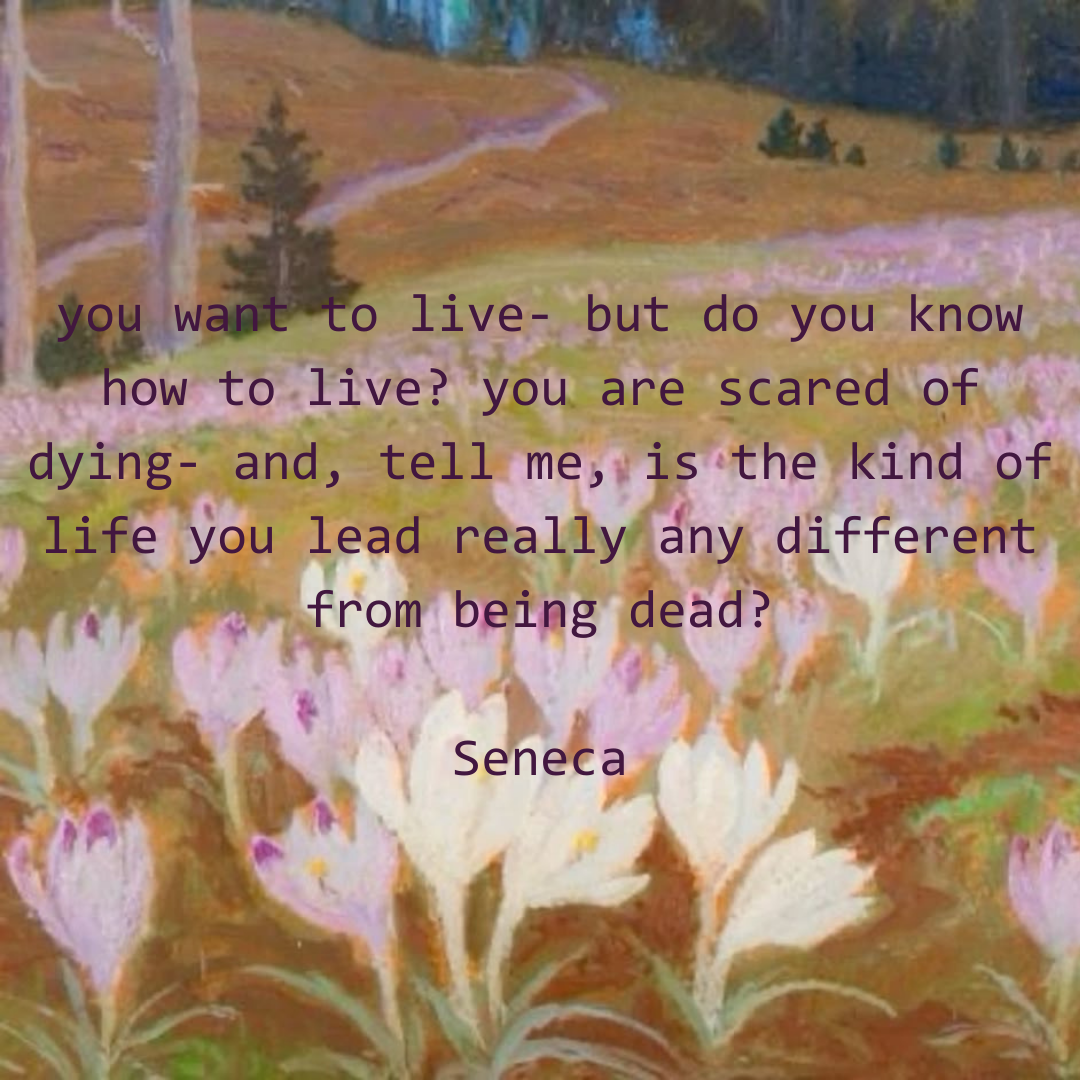 you want to live- but do you know
how to live? you are scared of
dying- and, tell me, is the kind of
life you lead really any different
from being dead?
Seneca